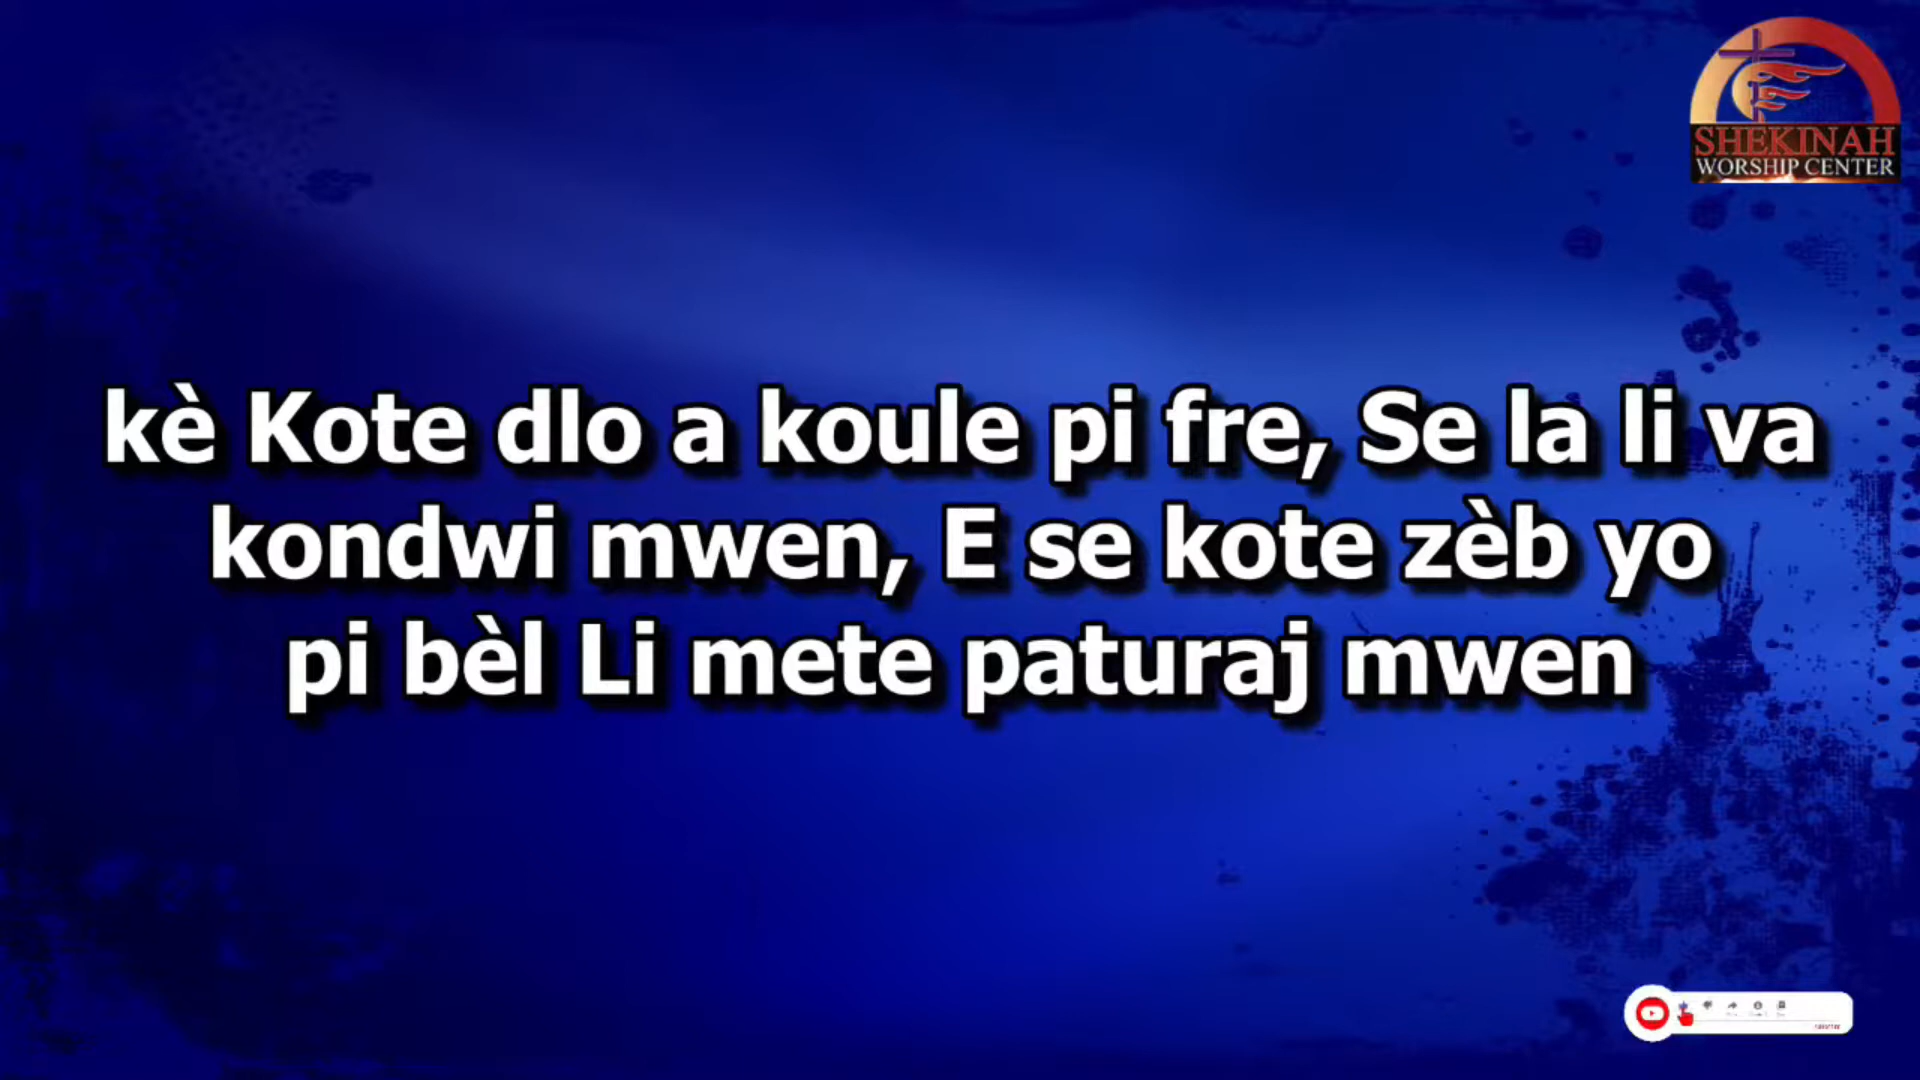 SHEKINAH
WORSHIP CENTER
kè Kote dlo a koule pi fre, Se la li va
kondwi mwen, E se kote zèb yo
pi bèl Li mete paturaj mwen